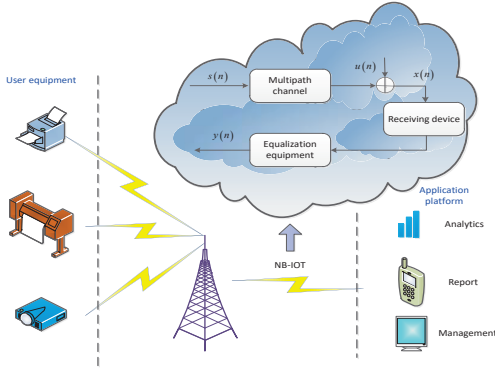 User equipment
s(n)
Multipath
channel
u(n)
x(n)
Receiving device
y(n)
Equalization
equipment
NB-IOT
Application
platform
Analytics
Report
Management